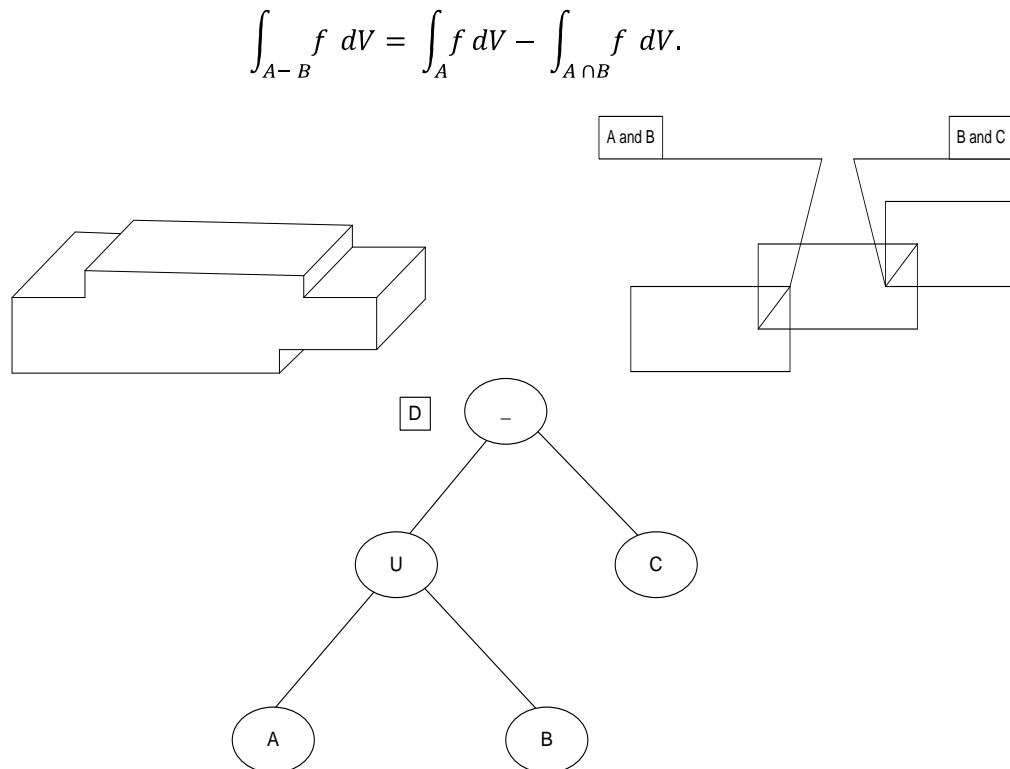 ∫_{A− B} f dV = ∫_A f dV − ∫_{A ∩B} f dV.
A and B
B and C
D
–
U
C
A
B